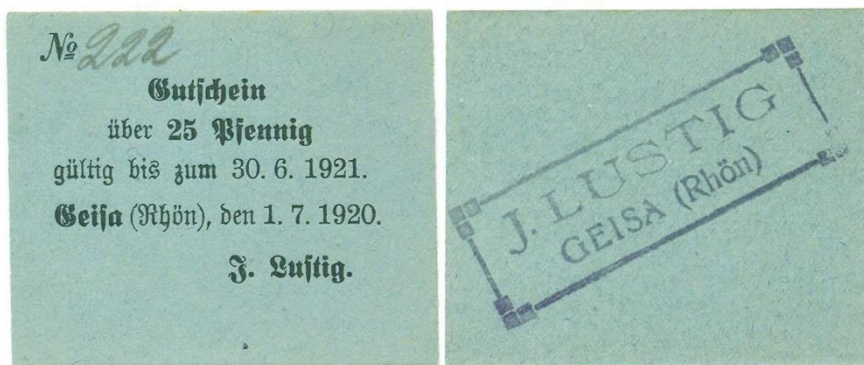 № 222
Gutschein
über 25 Pfennig
gültig bis zum 30. 6. 1921.
Geisa (Rhön), den 1. 7. 1920.
J. Lustig.
J. LUSTIG
GEISA (Rhön)